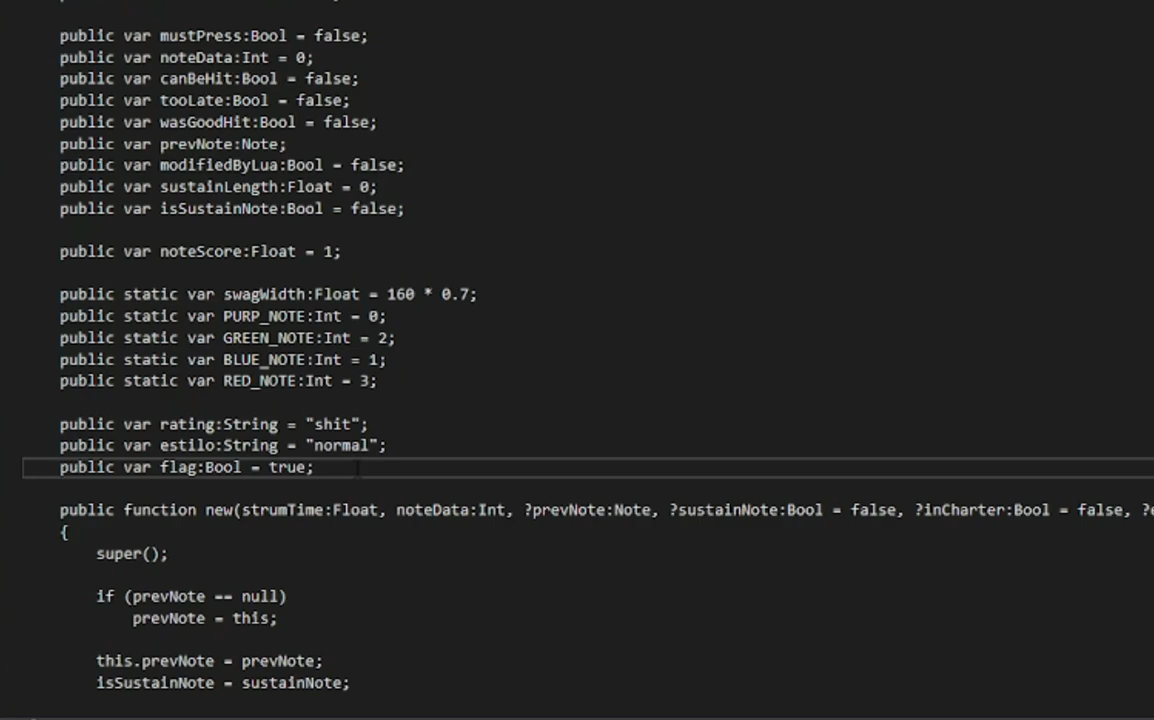 public var mustPress:Bool = false;
public var noteData:Int = 0;
public var canBeHit:Bool = false;
public var tooLate:Bool = false;
public var wasGoodHit:Bool = false;
public var prevNote:Note;
public var modifiedByLua:Bool = false;
public var sustainLength:Float = 0;
public var isSustainNote:Bool = false;
public var noteScore:Float = 1;
public static var swagWidth:Float = 160 * 0.7;
public static var PURP_NOTE:Int = 0;
public static var GREEN_NOTE:Int = 2;
public static var BLUE_NOTE:Int = 1;
public static var RED_NOTE:Int = 3;
public var rating:String = "shit";
public var estilo:String = "normal";
public var flag:Bool = true;
public function new(strumTime:Float, noteData:Int, ?prevNote:Note, ?sustainNote:Bool = false, ?inCharter:Bool = false,
{
super();
if (prevNote == null)
prevNote = this;
this.prevNote = prevNote;
isSustainNote = sustainNote;